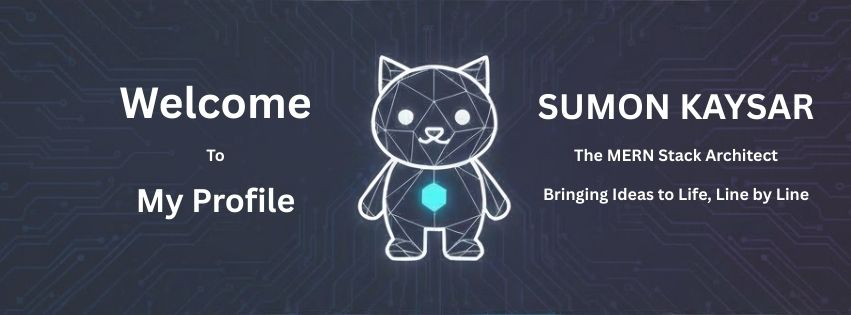 Welcome
To
My Profile
SUMON KAYSAR
The MERN Stack Architect
Bringing Ideas to Life, Line by Line